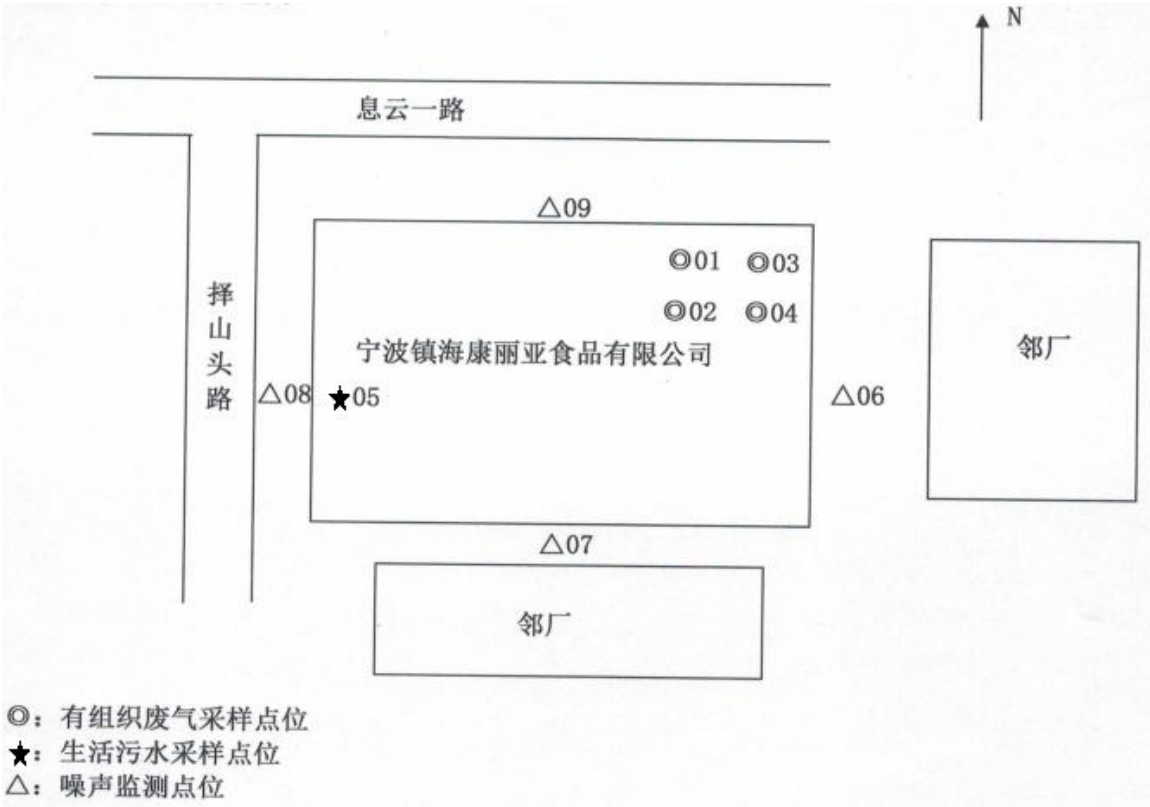 N
息云一路
△09
◎01 ◎03
◎02 ◎04
择山头路
宁波镇海康丽亚食品有限公司
邻厂
△08
★05
△06
△07
邻厂
◎：有组织废气采样点位
★：生活污水采样点位
△：噪声监测点位